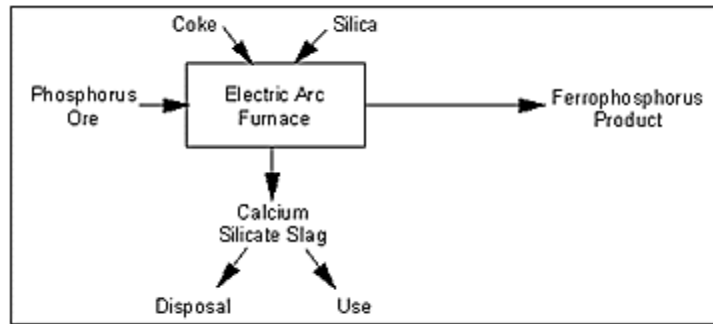 Coke
Silica
Phosphorus
Ore
Electric Arc
Furnace
Ferrophosphorus
Product
Calcium
Silicate Slag
Disposal
Use